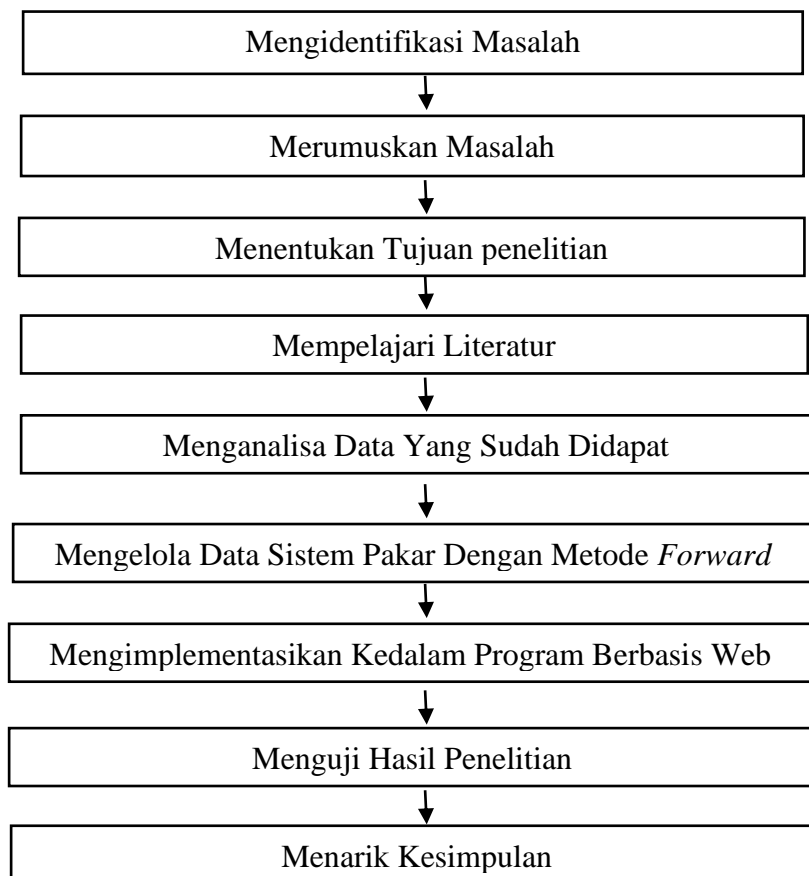 Mengidentifikasi Masalah
Merumuskan Masalah
Menentukan Tujuan penelitian
Mempelajari Literatur
Menganalisa Data Yang Sudah Didapat
Mengelola Data Sistem Pakar Dengan Metode Forward
Mengimplementasikan Kedalam Program Berbasis Web
Menguji Hasil Penelitian
Menarik Kesimpulan